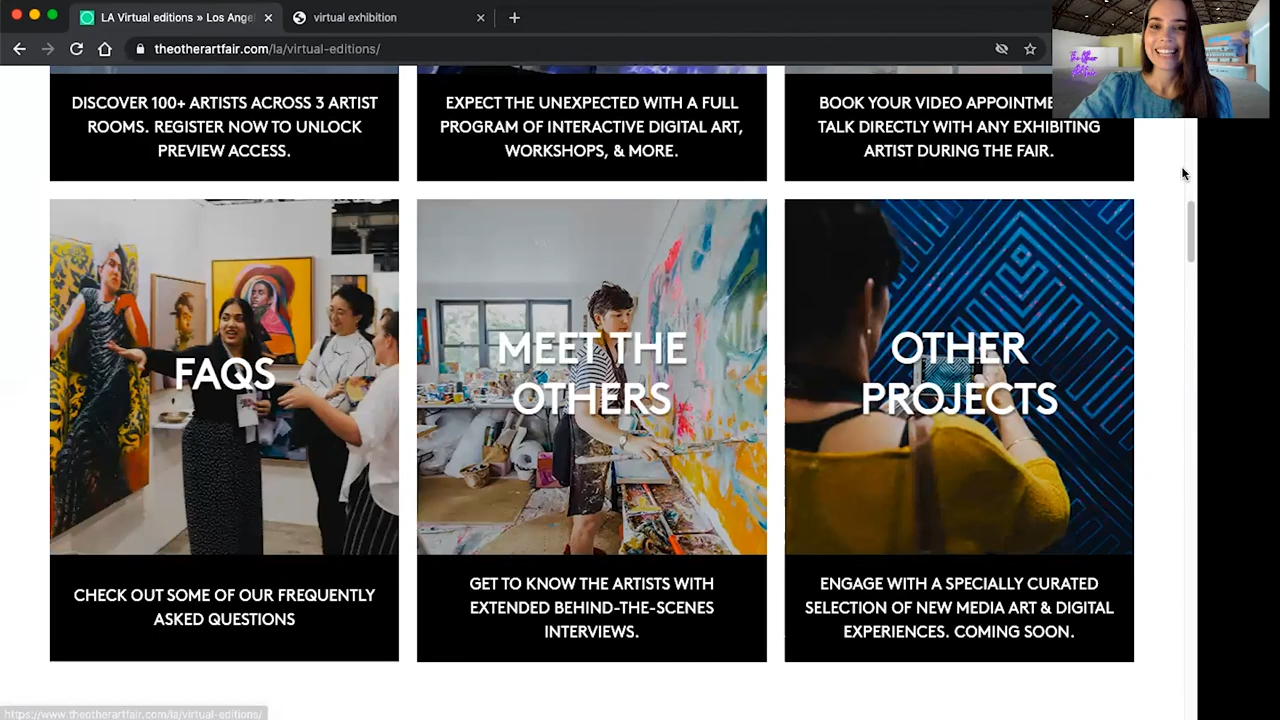 LA Virtual editions » Los Ange
virtual exhibition
theotherartfair.com/la/virtual-editions/
The Other
Art Fair
DISCOVER 100+ ARTISTS ACROSS 3 ARTIST
ROOMS. REGISTER NOW TO UNLOCK
PREVIEW ACCESS.
EXPECT THE UNEXPECTED WITH A FULL
PROGRAM OF INTERACTIVE DIGITAL ART,
WORKSHOPS, & MORE.
BOOK YOUR VIDEO APPOINTME
TALK DIRECTLY WITH ANY EXHIBITING
ARTIST DURING THE FAIR.
FAQS
MEET THE
OTHERS
OTHER
PROJECTS
CHECK OUT SOME OF OUR FREQUENTLY
ASKED QUESTIONS
GET TO KNOW THE ARTISTS WITH
EXTENDED BEHIND-THE-SCENES
INTERVIEWS.
ENGAGE WITH A SPECIALLY CURATED
SELECTION OF NEW MEDIA ART & DIGITAL
EXPERIENCES. COMING SOON.
https://www.theotherartfair.com/la/virtual-editions/